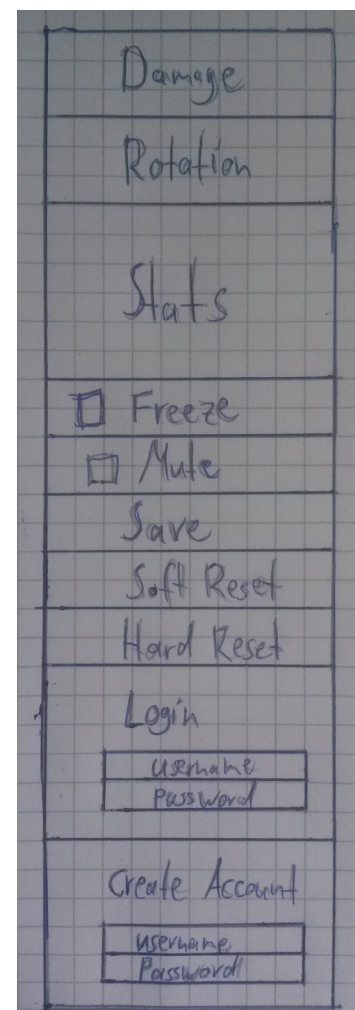 Damage
Rotation
Stats
Freeze
Mute
Save
Soft Reset
Hard Reset
Login
username
Password
Create Account
username
Password